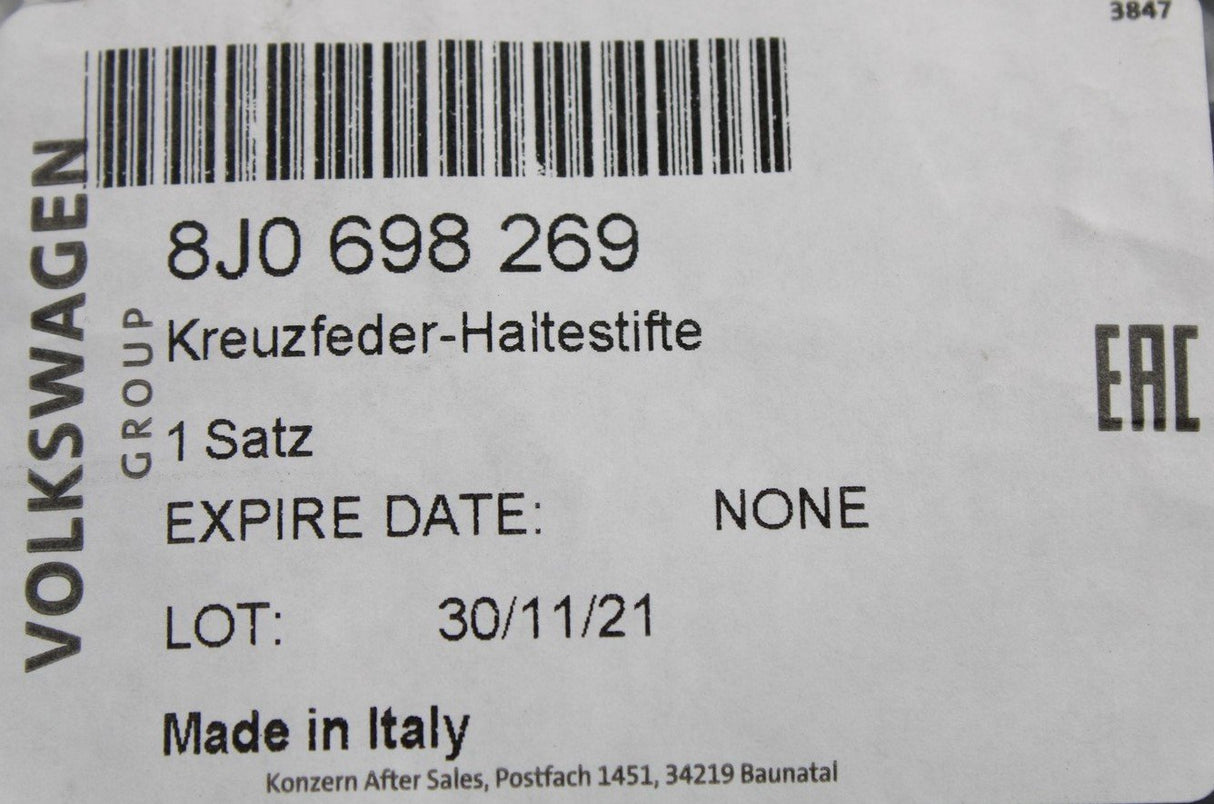 3847
VOLKSWAGEN
GROUP
8J0 698 269
Kreuzfeder-Haltestifte
1 Satz
EXPIRE DATE: NONE
LOT: 30/11/21
EAC
Made in Italy
Konzern After Sales, Postfach 1451, 34219 Baunatal